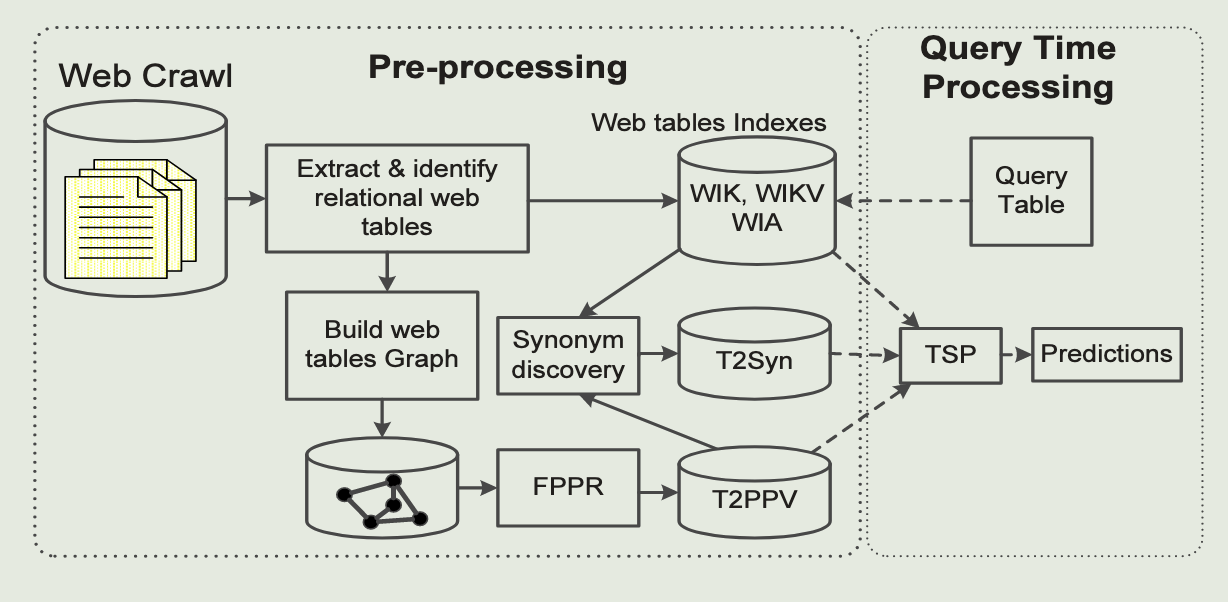 Pre-processing
Web Crawl
Extract & identify
relational web
tables
Web tables Indexes
WIK, WIKV
WIA
Build web
tables Graph
Synonym
discovery
T2Syn
FPPR
T2PPV
Query Time
Processing
Query
Table
TSP
Predictions